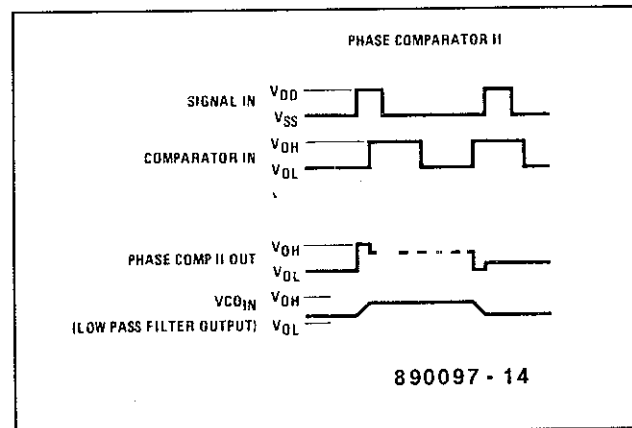 PHASE COMPARATOR II
SIGNAL IN VDD
VSS
COMPARATOR IN VOH
VOL
PHASE COMP II OUT VOH
VOL
VCOIN VOH
(LOW PASS FILTER OUTPUT) VOL
890097-14